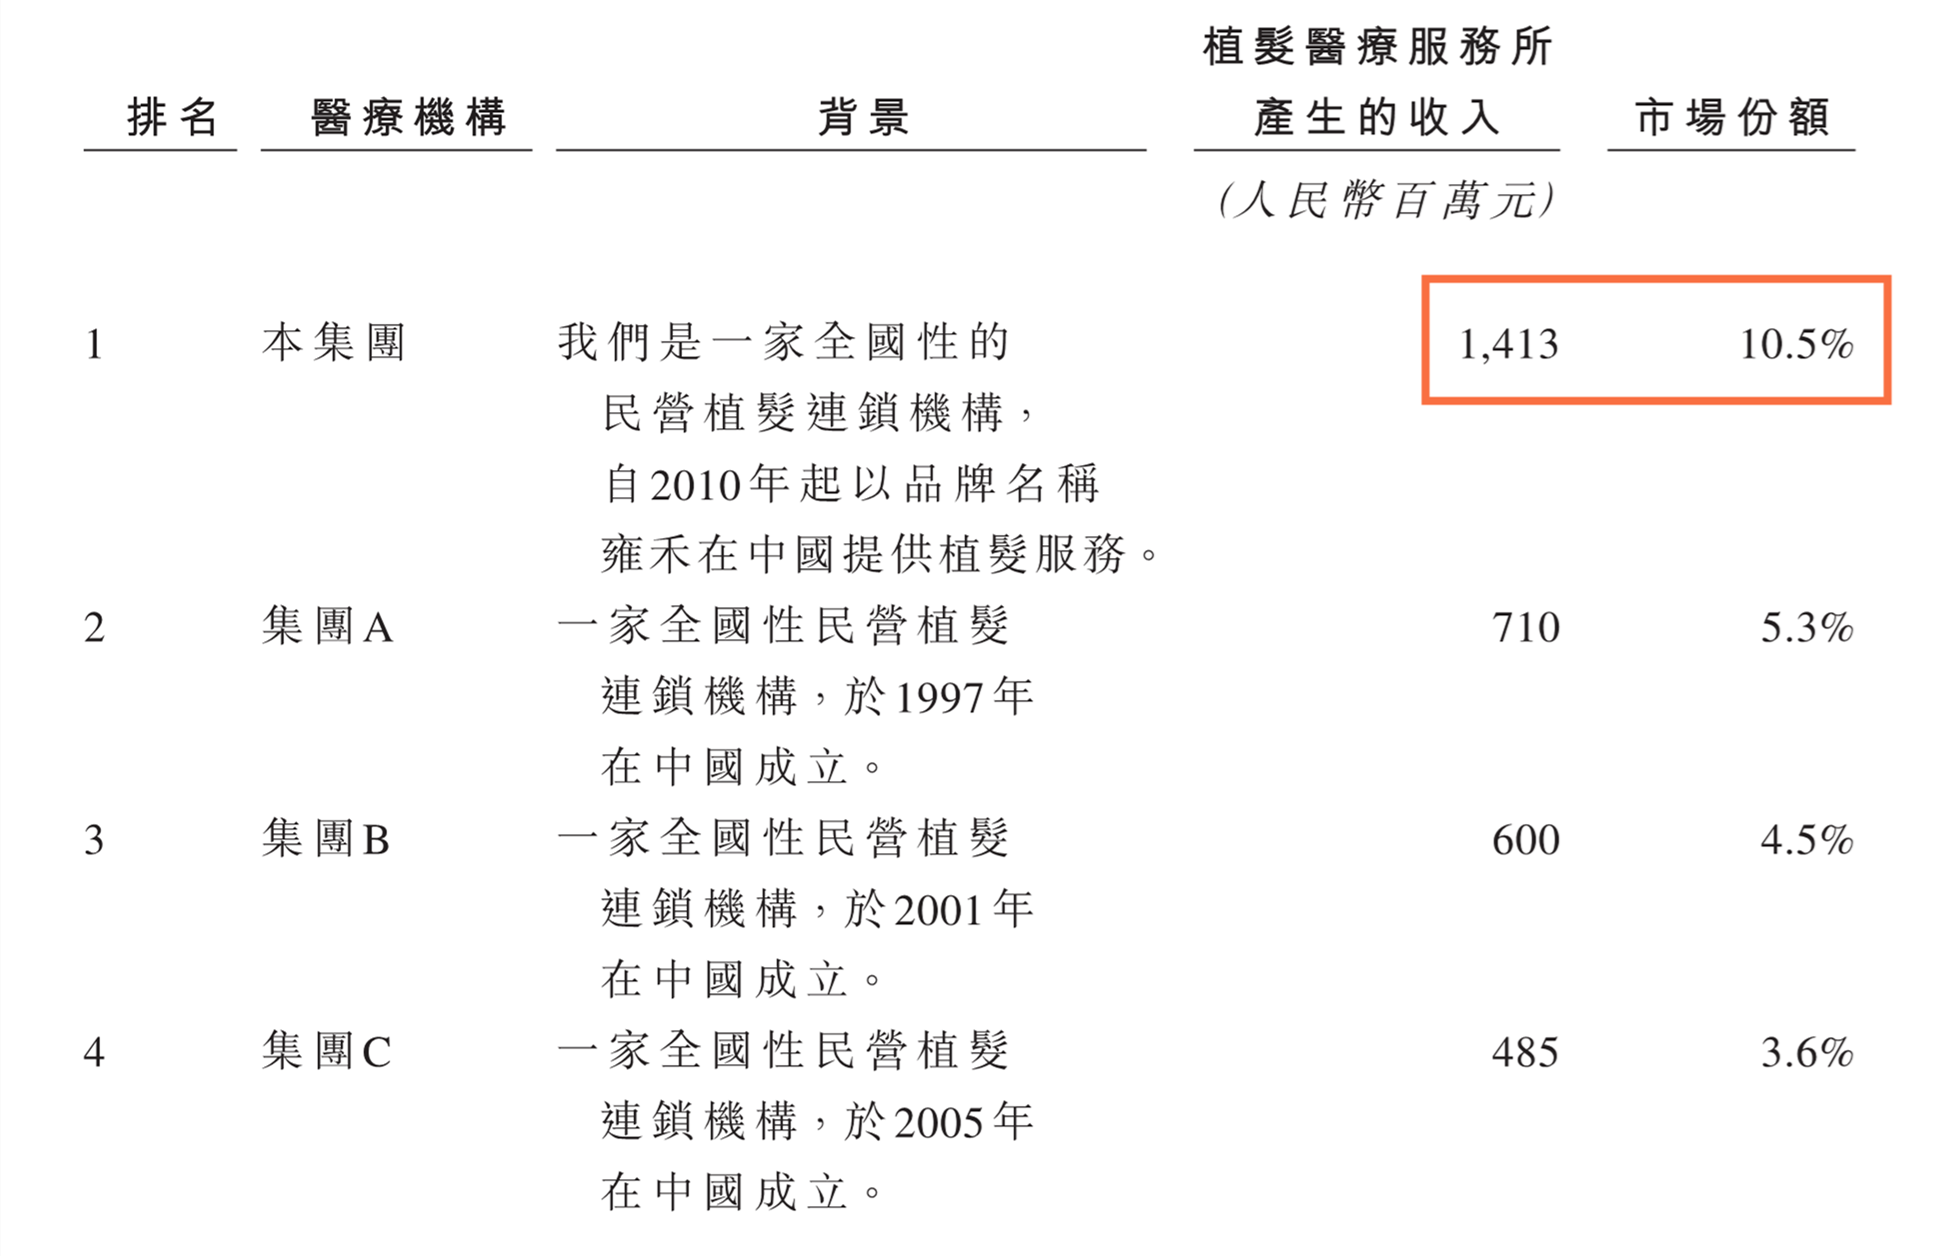 植髮醫療服務所
排名 醫療機構 背景 產生的收入 市場份額
(人民幣百萬元)
1 本集團 我們是一家全國性的 1,413 10.5%
民營植髮連鎖機構，
自2010年起以品牌名稱
雍禾在中國提供植髮服務。
2 集團A 一家全國性民營植髮 710 5.3%
連鎖機構，於1997年
在中國成立。
3 集團B 一家全國性民營植髮 600 4.5%
連鎖機構，於2001年
在中國成立。
4 集團C 一家全國性民營植髮 485 3.6%
連鎖機構，於2005年
在中國成立。